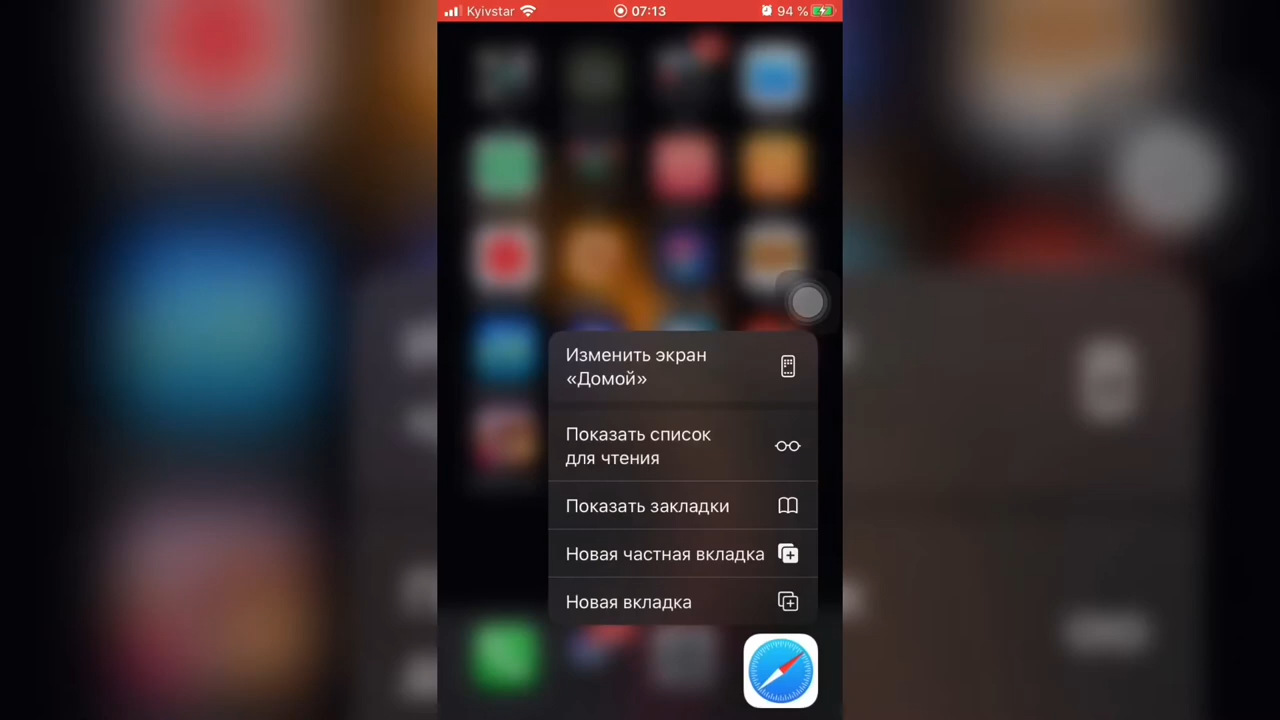 Kyivstar 07:13 94 %
Изменить экран
«Домой»
Показать список
для чтения
Показать закладки
Новая частная вкладка
Новая вкладка